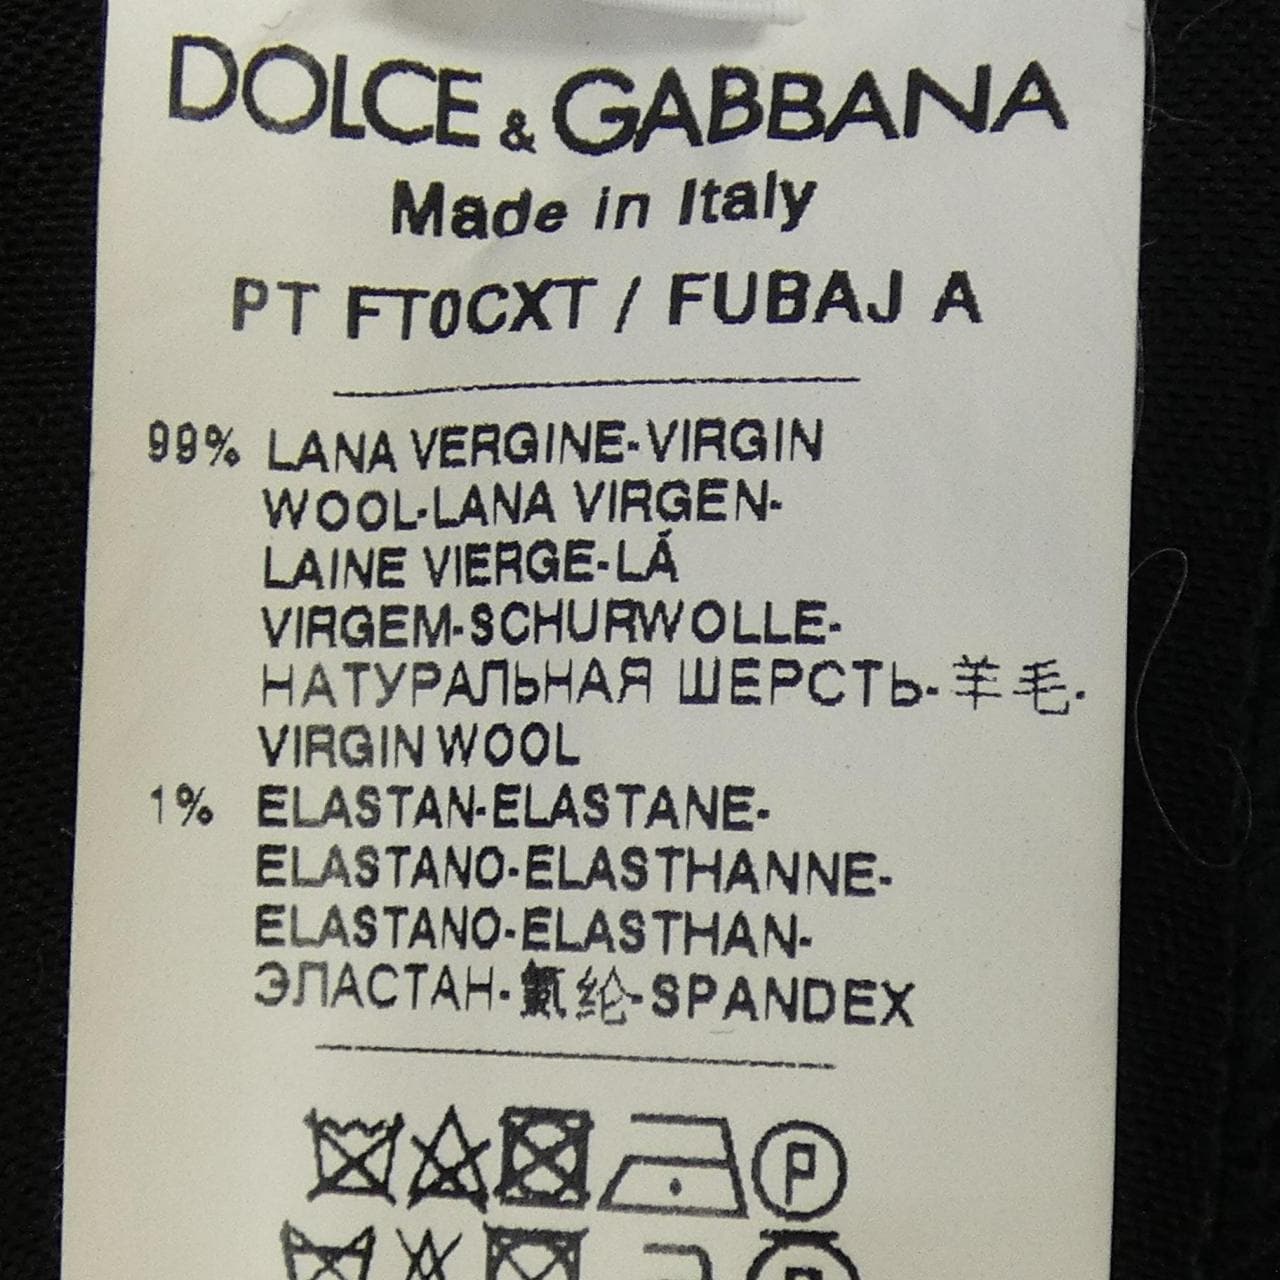 DOLCE & GABBANA
Made in Italy
PT FT0CXT / FUBAJ A
99% LANA VERGINE-VIRGIN
WOOL-LANA VIRGEN-
LAINE VIERGE-LÃ
VIRGEM-SCHURWOLLE-
НАТУРАЛЬНАЯ ШЕРСТЬ-羊毛-
VIRGIN WOOL
1% ELASTAN-ELASTANE-
ELASTANO-ELASTHANNE-
ELASTANO-ELASTHAN-
ЭЛАСТАН-氨纶-SPANDEX
P